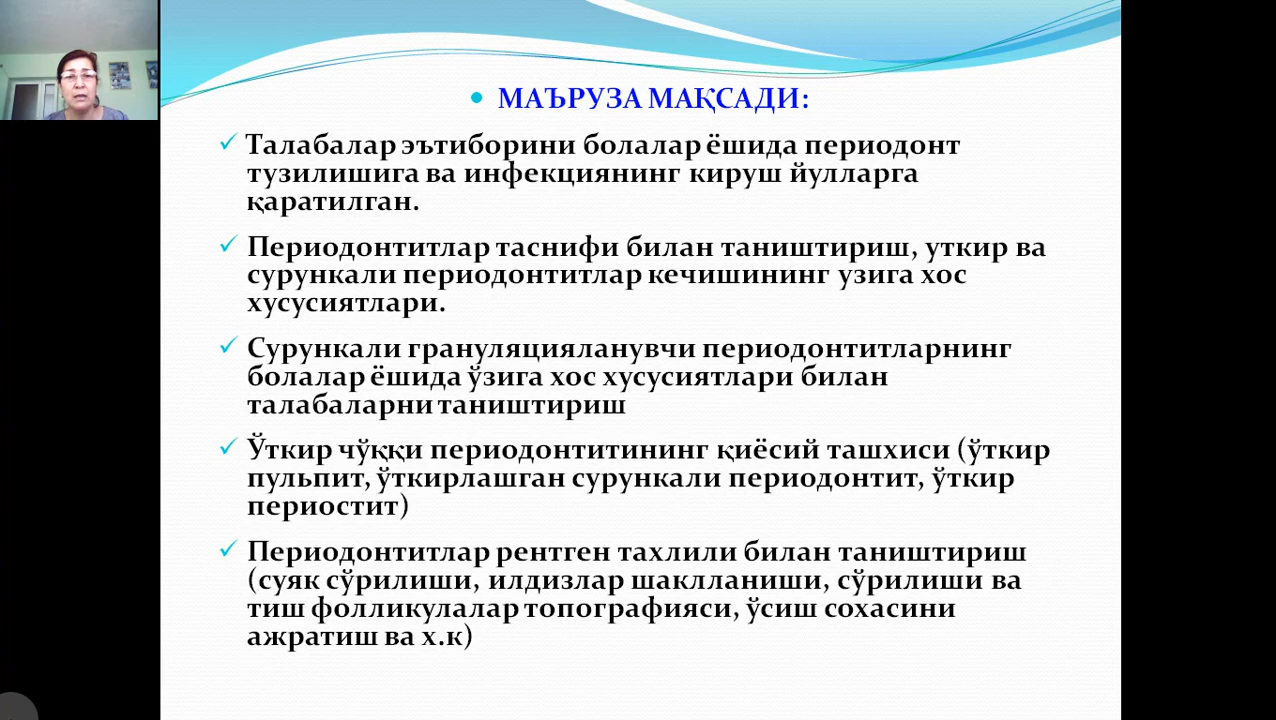 МАЪРУЗА МАҚСАДИ:
Талабалар эътиборини болалар ёшида периодонт
тузилишига ва инфекциянинг кируш йулларга
қаратилган.
Периодонтитлар таснифи билан таништириш, уткир ва
сурункали периодонтитлар кечишининг узига хос
хусусиятлари.
Сурункали грануляцияланувчи периодонтитларнинг
болалар ёшида ўзига хос хусусиятлари билан
талабаларни таништириш
Ўткир чўққи периодонтитининг қиёсий ташхиси (ўткир
пульпит, ўткирлашган сурункали периодонтит, ўткир
периостит)
Периодонтитлар рентген тахлили билан таништириш
(суяк сўрилиши, илдизлар шаклланиши, сўрилиши ва
тиш фолликулалар топографияси, ўсиш сохасини
ажратиш ва х.к)